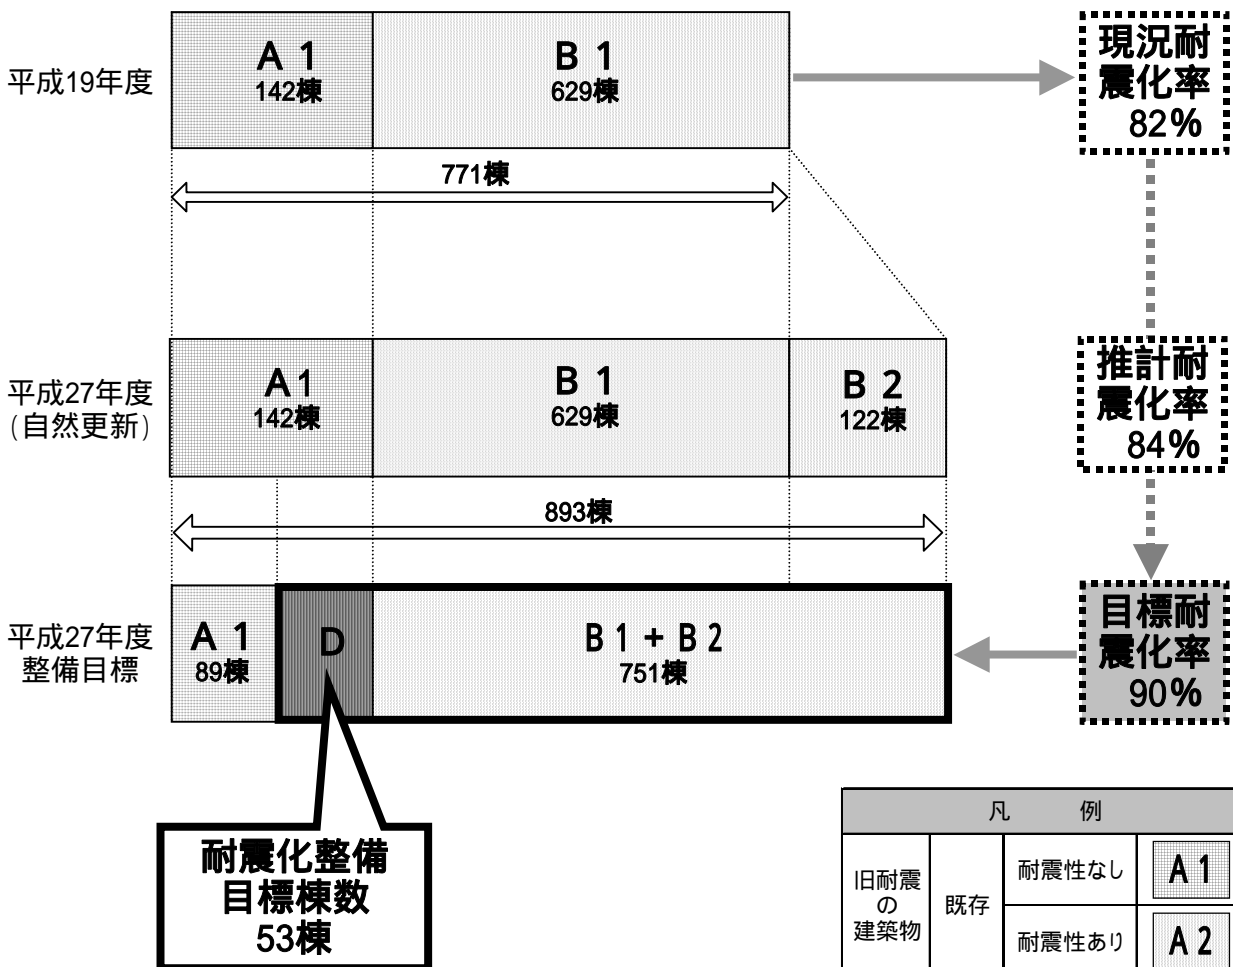 平成19年度
A 1
142棟
B 1
629棟
現況耐
震化率
82%
771棟
平成27年度
(自然更新)
A 1
142棟
B 1
629棟
B 2
122棟
推計耐
震化率
84%
893棟
平成27年度
整備目標
A 1
89棟
D
B 1 + B 2
751棟
目標耐
震化率
90%
耐震化整備
目標棟数
53棟
凡 例
旧耐震
の
建築物
既存
耐震性なし
A 1
耐震性あり
A 2